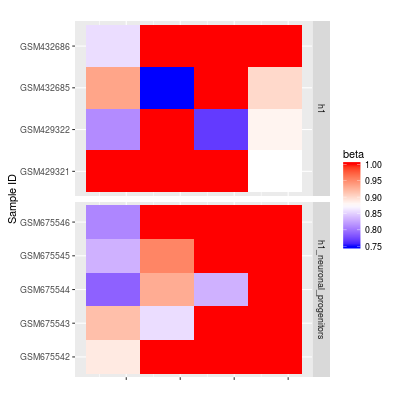 GSM432686
GSM432685
GSM429322
GSM429321
h1
GSM675546
GSM675545
GSM675544
GSM675543
GSM675542
h1_neuronal_progenitors
Sample ID
beta
1.00
0.95
0.90
0.85
0.80
0.75